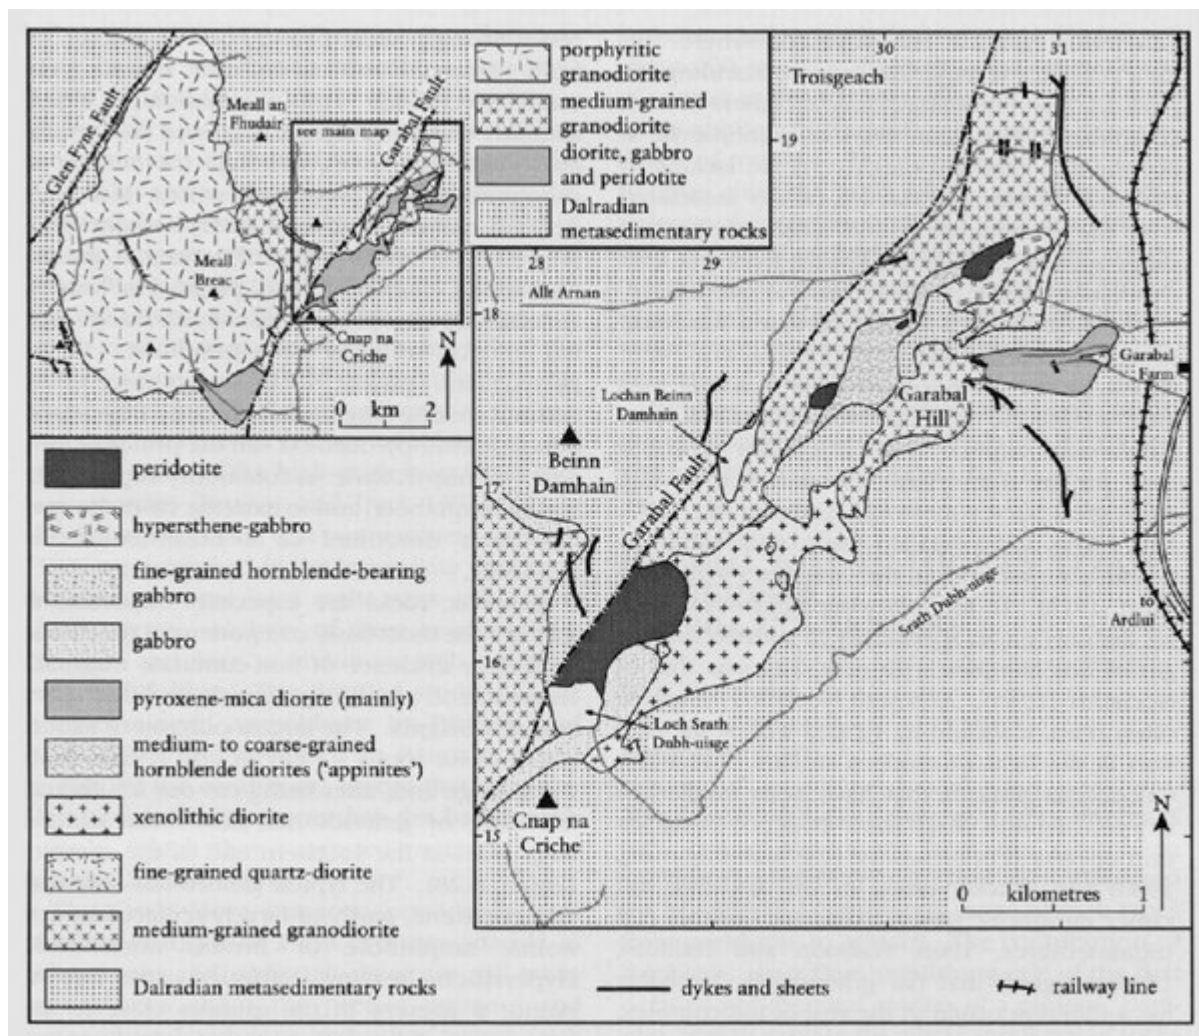 Glen Fyne Fault
Meall an
Fhudair
see main map
Garabal Fault
Meall
Breac
Cnap na
Criche
N
0 km 2
porphyritic
granodiorite
medium-grained
granodiorite
diorite, gabbro
and peridotite
Dalradian
metasedimentary rocks
30
31
Troisgeach
19
28
29
Allt Arnan
18
Garabal
Farm
Garabal
Hill
Lochan Beinn
Damhain
Beinn
Damhain
17
Garabal Fault
Srath Dubh-uisge
to
Ardlui
16
Loch Srath
Dubh-uisge
15
Cnap na
Criche
N
0 kilometres 1
peridotite
hypersthene-gabbro
fine-grained hornblende-bearing
gabbro
gabbro
pyroxene-mica diorite (mainly)
medium- to coarse-grained
hornblende diorites ('appinites')
xenolithic diorite
fine-grained quartz-diorite
medium-grained granodiorite
Dalradian metasedimentary rocks
dykes and sheets
railway line